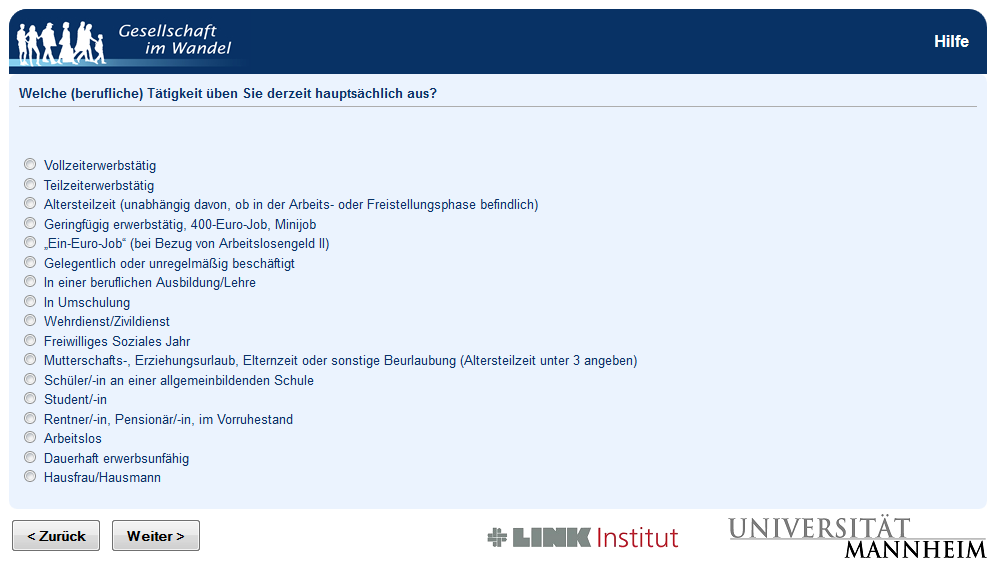 Gesellschaft
im Wandel
Hilfe
Welche (berufliche) Tätigkeit üben Sie derzeit hauptsächlich aus?
Vollzeiterwerbstätig
Teilzeiterwerbstätig
Altersteilzeit (unabhängig davon, ob in der Arbeits- oder Freistellungsphase befindlich)
Geringfügig erwerbstätig, 400-Euro-Job, Minijob
„Ein-Euro-Job“ (bei Bezug von Arbeitslosengeld II)
Gelegentlich oder unregelmäßig beschäftigt
In einer beruflichen Ausbildung/Lehre
In Umschulung
Wehrdienst/Zivildienst
Freiwilliges Soziales Jahr
Mutterschafts-, Erziehungsurlaub, Elternzeit oder sonstige Beurlaubung (Altersteilzeit unter 3 angeben)
Schüler/-in an einer allgemeinbildenden Schule
Student/-in
Rentner/-in, Pensionär/-in, im Vorruhestand
Arbeitslos
Dauerhaft erwerbsunfähig
Hausfrau/Hausmann
< Zurück
Weiter >
LINK Institut
UNIVERSITÄT
MANNHEIM